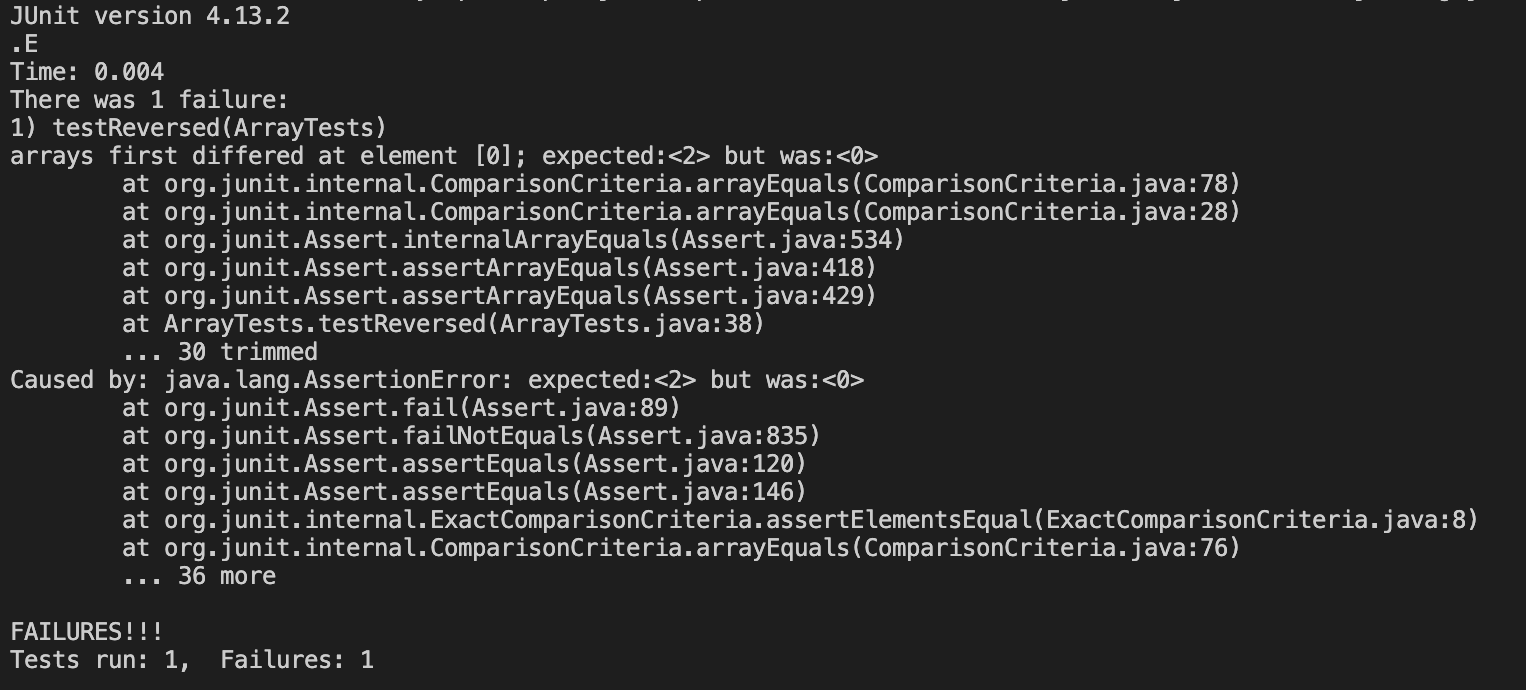 JUnit version 4.13.2
.E
Time: 0.004
There was 1 failure:
1) testReversed(ArrayTests)
arrays first differed at element [0]; expected:<2> but was:<0>
at org.junit.internal.ComparisonCriteria.arrayEquals(ComparisonCriteria.java:78)
at org.junit.internal.ComparisonCriteria.arrayEquals(ComparisonCriteria.java:28)
at org.junit.Assert.internalArrayEquals(Assert.java:534)
at org.junit.Assert.assertArrayEquals(Assert.java:418)
at org.junit.Assert.assertArrayEquals(Assert.java:429)
at ArrayTests.testReversed(ArrayTests.java:38)
... 30 trimmed
Caused by: java.lang.AssertionError: expected:<2> but was:<0>
at org.junit.Assert.fail(Assert.java:89)
at org.junit.Assert.failNotEquals(Assert.java:835)
at org.junit.Assert.assertEquals(Assert.java:120)
at org.junit.Assert.assertEquals(Assert.java:146)
at org.junit.internal.ExactComparisonCriteria.assertElementsEqual(ExactComparisonCriteria.java:8)
at org.junit.internal.ComparisonCriteria.arrayEquals(ComparisonCriteria.java:76)
... 36 more
FAILURES!!!
Tests run: 1,  Failures: 1